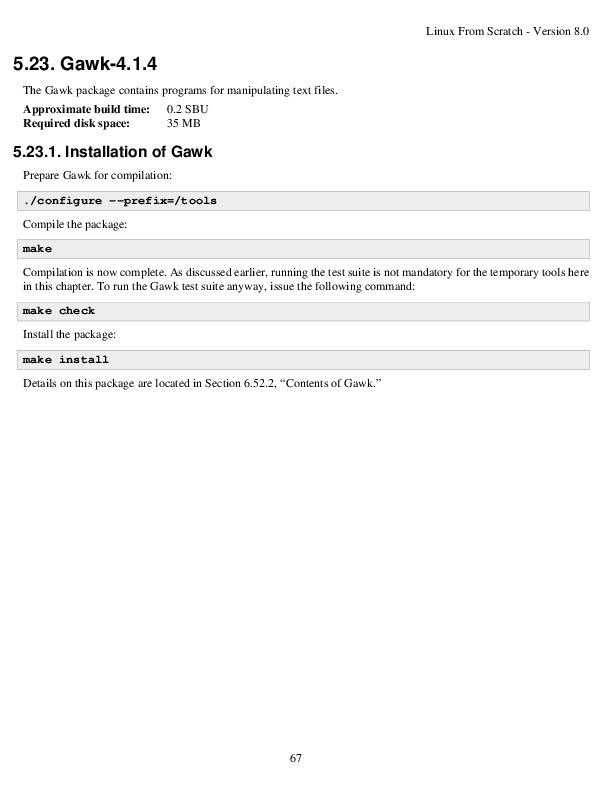 Linux From Scratch - Version 8.0
5.23. Gawk-4.1.4
The Gawk package contains programs for manipulating text files.
Approximate build time: 0.2 SBU
Required disk space: 35 MB
5.23.1. Installation of Gawk
Prepare Gawk for compilation:
./configure --prefix=/tools
Compile the package:
make
Compilation is now complete. As discussed earlier, running the test suite is not mandatory for the temporary tools here
in this chapter. To run the Gawk test suite anyway, issue the following command:
make check
Install the package:
make install
Details on this package are located in Section 6.52.2, “Contents of Gawk.”
67